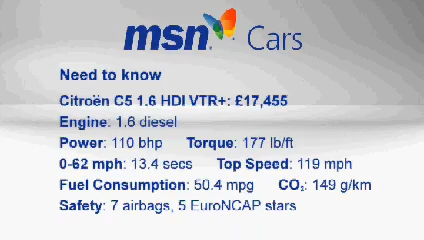 msn Cars
Need to know
Citroën C5 1.6 HDI VTR+: £17,455
Engine: 1.6 diesel
Power: 110 bhp Torque: 177 lb/ft
0-62 mph: 13.4 secs Top Speed: 119 mph
Fuel Consumption: 50.4 mpg CO₂: 149 g/km
Safety: 7 airbags, 5 EuroNCAP stars